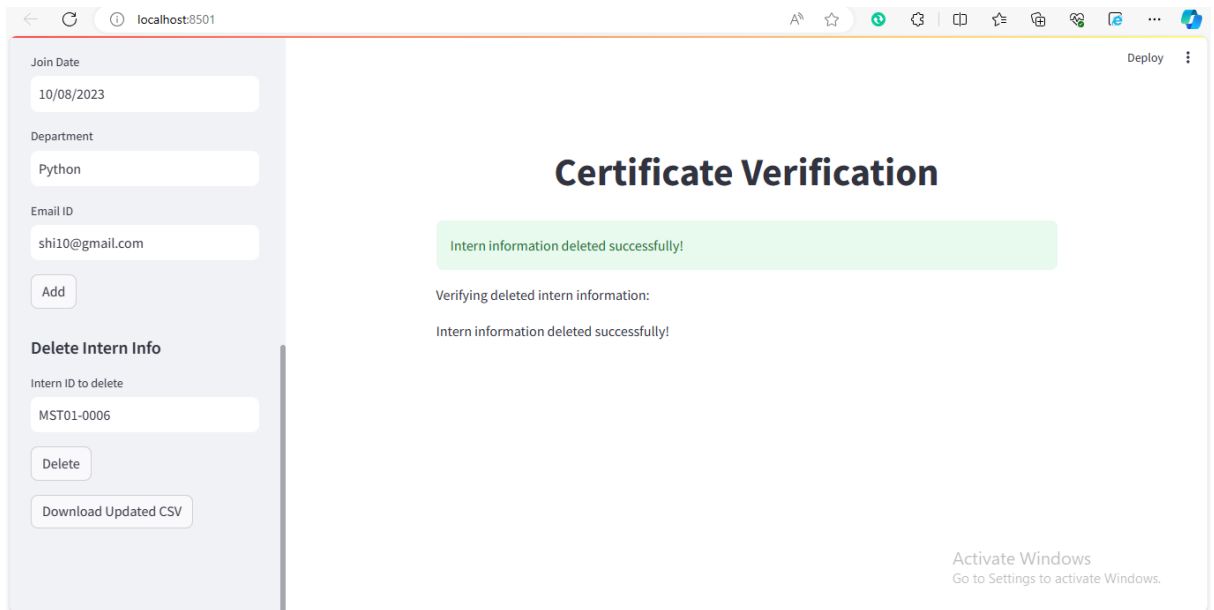 localhost:8501
Deploy
Join Date
10/08/2023
Department
Python
Email ID
shi10@gmail.com
Add
Delete Intern Info
Intern ID to delete
MST01-0006
Delete
Download Updated CSV
Certificate Verification
Intern information deleted successfully!
Verifying deleted intern information:
Intern information deleted successfully!
Activate Windows
Go to Settings to activate Windows.